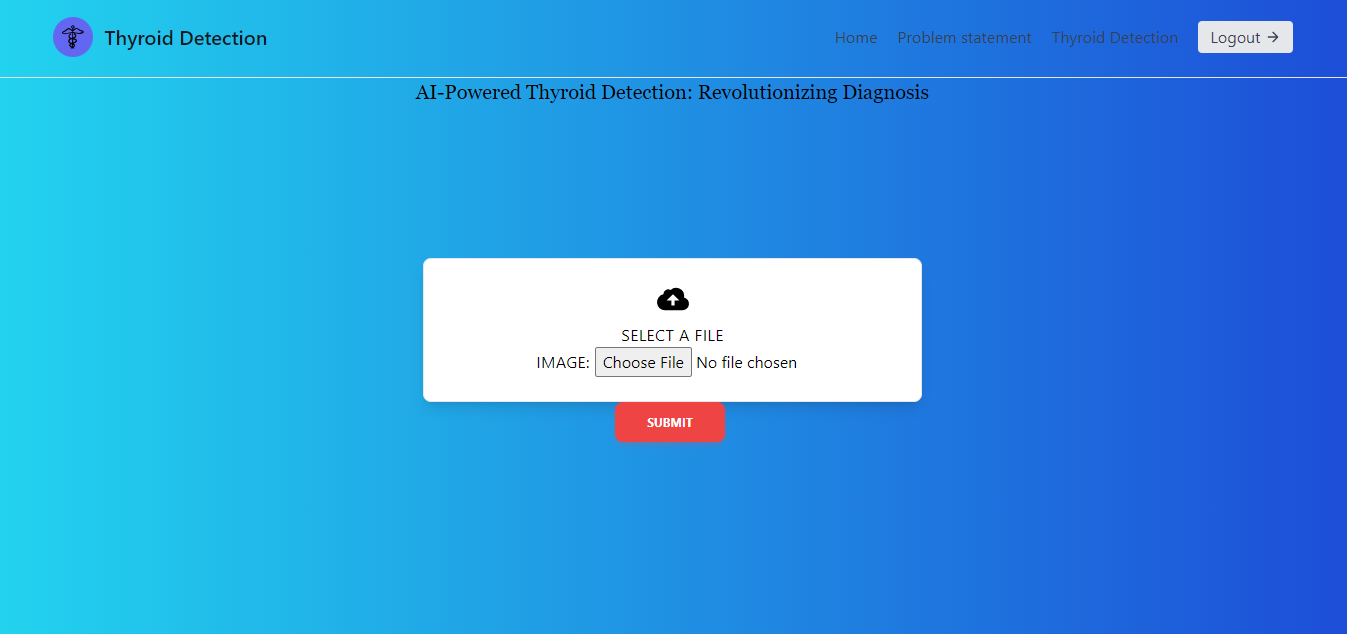 Thyroid Detection
Home Problem statement Thyroid Detection Logout →
AI-Powered Thyroid Detection: Revolutionizing Diagnosis
SELECT A FILE
IMAGE: Choose File No file chosen
SUBMIT